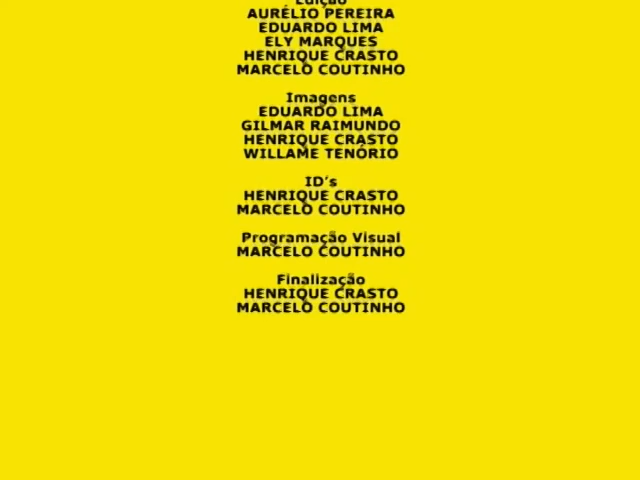 Edição
AURÉLIO PEREIRA
EDUARDO LIMA
ELY MARQUES
HENRIQUE CRASTO
MARCELO COUTINHO
Imagens
EDUARDO LIMA
GILMAR RAIMUNDO
HENRIQUE CRASTO
WILLAME TENÓRIO
ID's
HENRIQUE CRASTO
MARCELO COUTINHO
Programação Visual
MARCELO COUTINHO
Finalização
HENRIQUE CRASTO
MARCELO COUTINHO